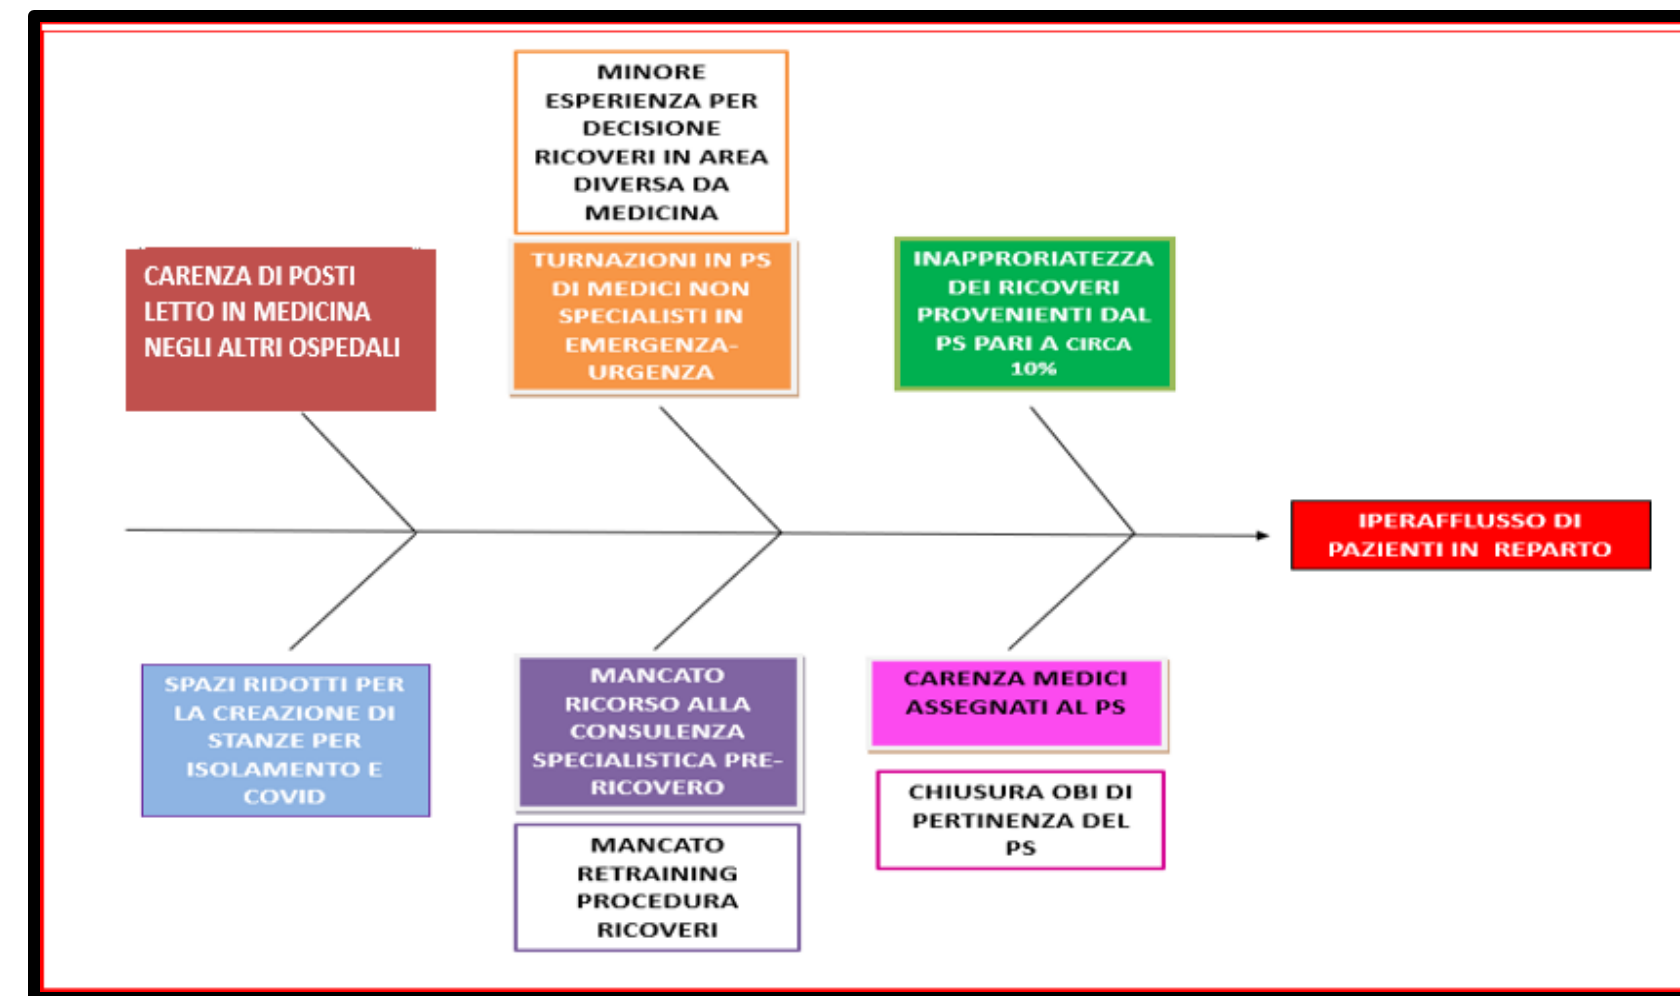 MINORE
ESPERIENZA PER
DECISIONE
RICOVERI IN AREA
DIVERSA DA
MEDICINA
CARENZA DI POSTI
LETTO IN MEDICINA
NEGLI ALTRI OSPEDALI
TURNAZIONI IN PS
DI MEDICI NON
SPECIALISTI IN
EMERGENZA-
URGENZA
INAPPRORIATEZZA
DEI RICOVERI
PROVENIENTI DAL
PS PARI A CIRCA
10%
IPERAFFLUSSO DI
PAZIENTI IN REPARTO
SPAZI RIDOTTI PER
LA CREAZIONE DI
STANZE PER
ISOLAMENTO E
COVID
MANCATO
RICORSO ALLA
CONSULENZA
SPECIALISTICA PRE-
RICOVERO
MANCATO
RETRAINING
PROCEDURA
RICOVERI
CARENZA MEDICI
ASSEGNATI AL PS
CHIUSURA OBI DI
PERTINENZA DEL
PS